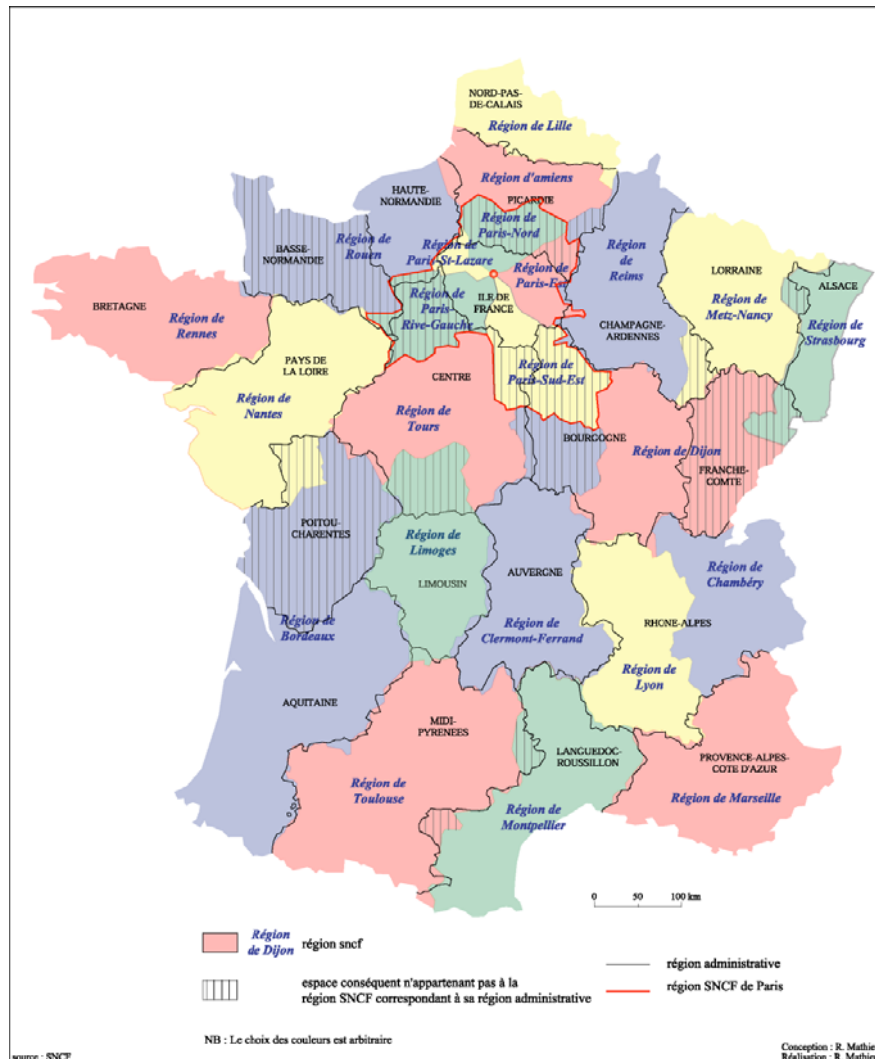 NORD-PAS-
DE-CALAIS
Région de Lille
Région d'amiens
PICARDIE
HAUTE-
NORMANDIE
Région de
Paris-Nord
BASSE-
NORMANDIE
Région de
Rouen
Région de
Paris-St-Lazare
Région de
Paris-Est
Région
de
Reims
LORRAINE
Région de
Metz-Nancy
ALSACE
Région de
Strasbourg
BRETAGNE
Région de
Rennes
Région de
Paris
Rive-Gauche
ILE DE
FRANCE
CHAMPAGNE-
ARDENNES
PAYS DE
LA LOIRE
Région de
Nantes
CENTRE
Région de
Tours
Région de
Paris-Sud-Est
BOURGOGNE
Région de Dijon
FRANCHE-
COMTE
POITOU-
CHARENTES
Région de
Limoges
LIMOUSIN
AUVERGNE
Région de
Clermont-Ferrand
Région de
Chambéry
RHONE-ALPES
Région de
Lyon
Région de
Bordeaux
AQUITAINE
MIDI-
PYRENEES
Région de
Toulouse
LANGUEDOC-
ROUSSILLON
Région de
Montpellier
PROVENCE-ALPES-
COTE D'AZUR
Région de Marseille
0 50 100 km
Région
de Dijon
région sncf
espace conséquent n'appartenant pas à la
région SNCF correspondant à sa région administrative
région administrative
région SNCF de Paris
NB : Le choix des couleurs est arbitraire
source : SNCF
Conception : R. Mathie
Réalisation : R. Mathie